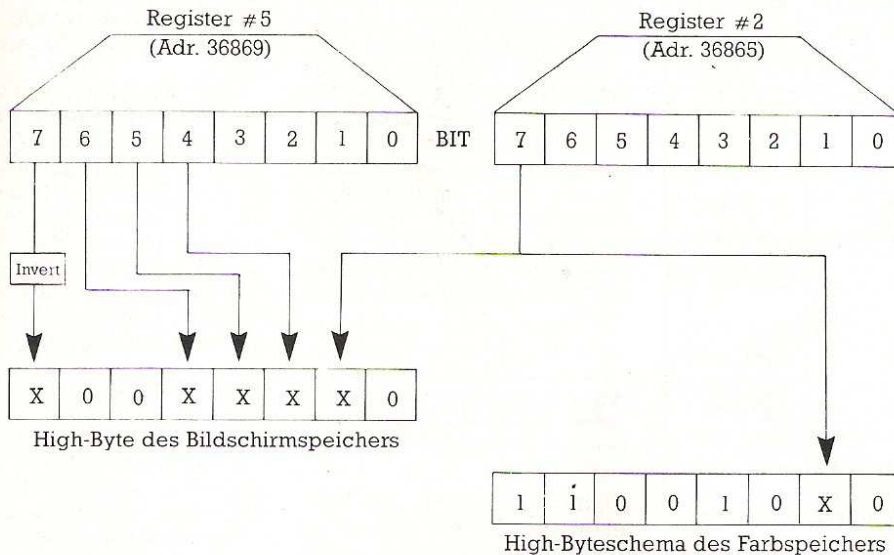 Register #5
(Adr. 36869)
Register #2
(Adr. 36865)
7 6 5 4 3 2 1 0 BIT 7 6 5 4 3 2 1 0
Invert
X 0 0 X X X X 0
High-Byte des Bildschirmspeichers
1 1 0 0 1 0 X 0
High-Byteschema des Farbspeichers